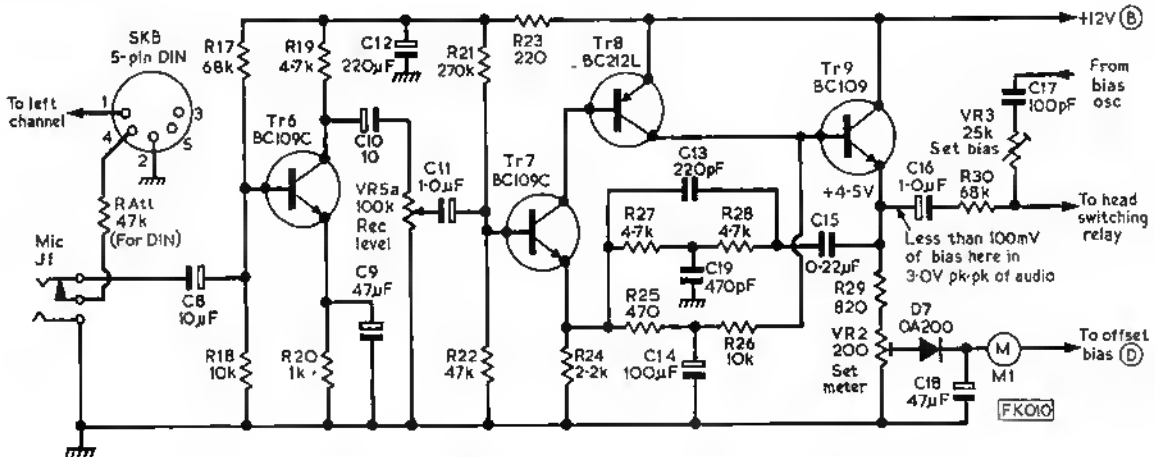 SKB
5-pin DIN
To left
channel
1
4
2
3
5
R Att
47k
(For DIN)
Mic
J1
C8
10µF
R17
68k
R18
10k
R19
4·7k
Tr6
BC109C
R20
1k
C9
47µF
C12
220µF
C10
10
VR5a
100k
Rec
level
C11
1·0µF
R21
270k
R22
47k
R23
220
Tr7
BC109C
Tr8
BC212L
R24
2·2k
R25
470
R26
10k
R27
4·7k
R28
4·7k
C13
220pF
C19
470pF
C14
100µF
C15
0·22µF
Tr9
BC109
+4·5V
+12V (B)
From
bias
osc
C17
100pF
VR3
25k
Set bias
C16
1·0µF
R30
68k
To head
switching
relay
Less than 100mV
of bias here in
3·0V pk-pk of audio
R29
820
VR2
200
Set
meter
D7
OA200
C18
47µF
M
M1
To offset
bias (D)
FK010